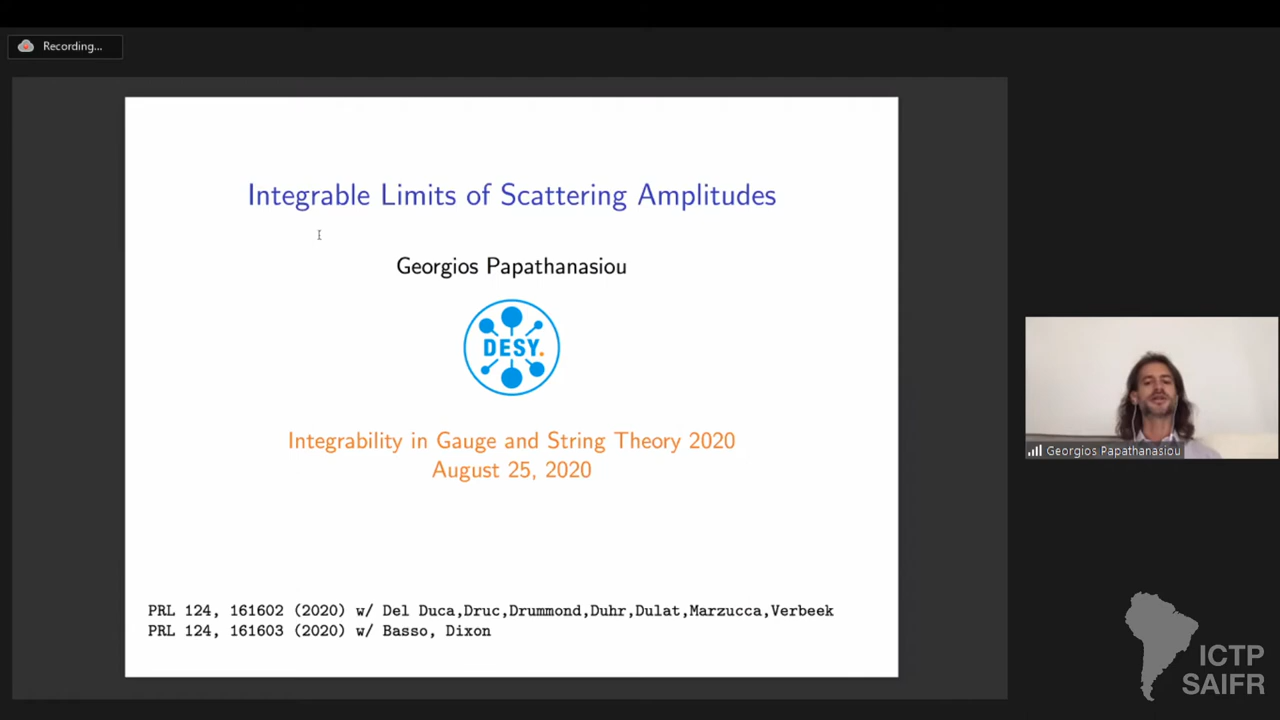 Recording...
Integrable Limits of Scattering Amplitudes
Georgios Papathanasiou
DESY.
Integrability in Gauge and String Theory 2020
August 25, 2020
PRL 124, 161602 (2020) w/ Del Duca,Druc,Drummond,Duhr,Dulat,Marzucca,Verbeek
PRL 124, 161603 (2020) w/ Basso, Dixon
Georgios Papathanasiou
ICTP
SAIFR